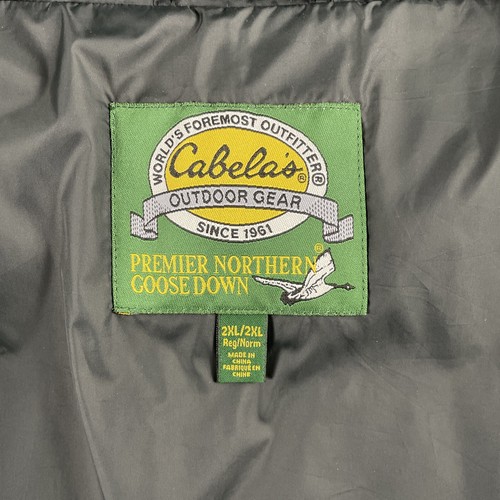 WORLD'S FOREMOST OUTFITTER®
Cabela's®
OUTDOOR GEAR
SINCE 1961
PREMIER NORTHERN®
GOOSE DOWN
2XL/2XL
Reg/Norm
MADE IN
CHINA
FABRIQUÉ EN
CHINE